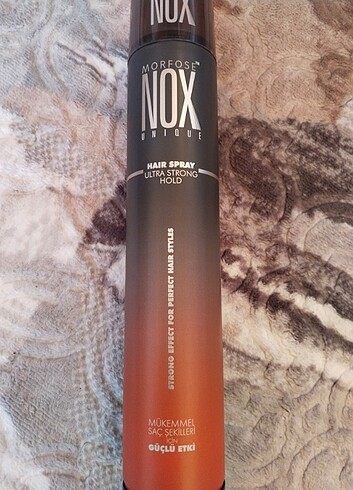 NOX
MORFOSE™
NOX
UNIQUE
HAIR SPRAY
ULTRA STRONG
HOLD
STRONG EFFECT FOR PERFECT HAIR STYLES
MÜKEMMEL
SAÇ ŞEKİLLERİ
İÇİN
GÜÇLÜ ETKİ